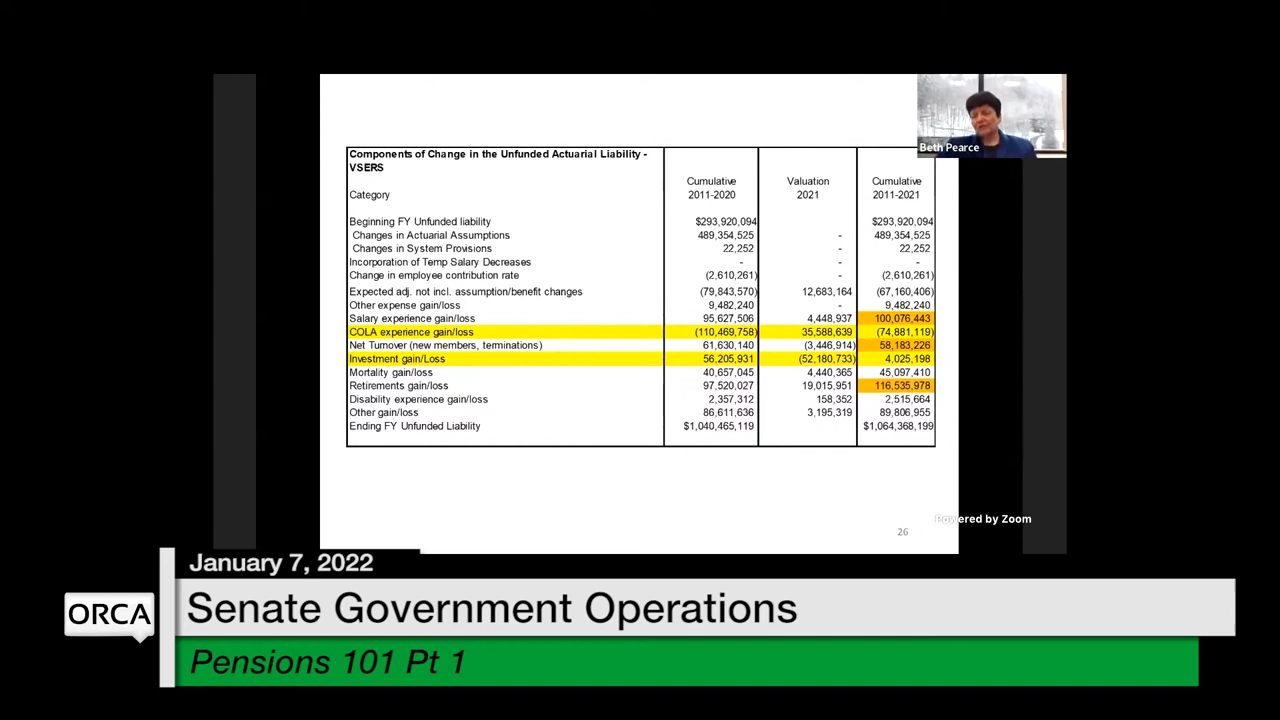 Beth Pearce
Components of Change in the Unfunded Actuarial Liability -
VSERS
Cumulative Valuation Cumulative
Category 2011-2020 2021 2011-2021
Beginning FY Unfunded liability $293,920,094 $293,920,094
Changes in Actuarial Assumptions 489,354,525 - 489,354,525
Changes in System Provisions 22,252 - 22,252
Incorporation of Temp Salary Decreases - - -
Change in employee contribution rate (2,610,261) - (2,610,261)
Expected adj. not incl. assumption/benefit changes (79,843,570) 12,683,164 (67,160,406)
Other expense gain/loss 9,482,240 - 9,482,240
Salary experience gain/loss 95,627,506 4,448,937 100,076,443
COLA experience gain/loss (110,469,758) 35,588,639 (74,881,119)
Net Turnover (new members, terminations) 61,630,140 (3,446,914) 58,183,226
Investment gain/Loss 56,205,931 (52,180,733) 4,025,198
Mortality gain/loss 40,657,045 4,440,365 45,097,410
Retirements gain/loss 97,520,027 19,015,951 116,535,978
Disability experience gain/loss 2,357,312 158,352 2,515,664
Other gain/loss 86,611,636 3,195,319 89,806,955
Ending FY Unfunded Liability $1,040,465,119 $1,064,368,199
26
Powered by Zoom
January 7, 2022
ORCA
Senate Government Operations
Pensions 101 Pt 1